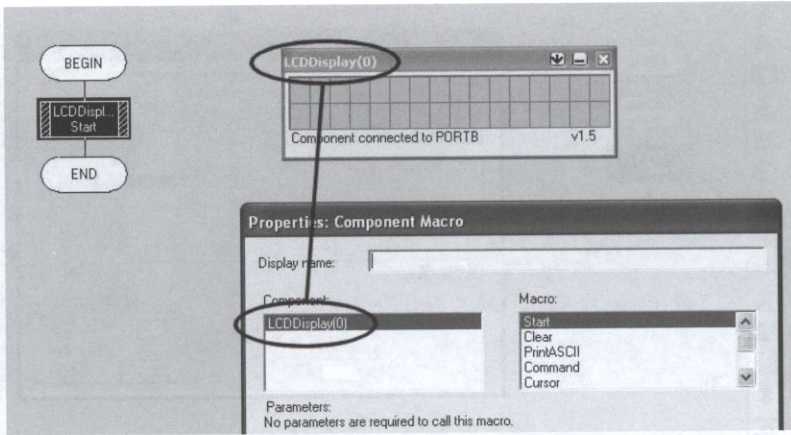 BEGIN
LCDDispl...
Start
END
LCDDisplay(0)
Component connected to PORTB v1.5
Properties: Component Macro
Display name:
Component: Macro:
LCDDisplay(0) Start
Clear
PrintASCII
Command
Cursor
Parameters:
No parameters are required to call this macro.